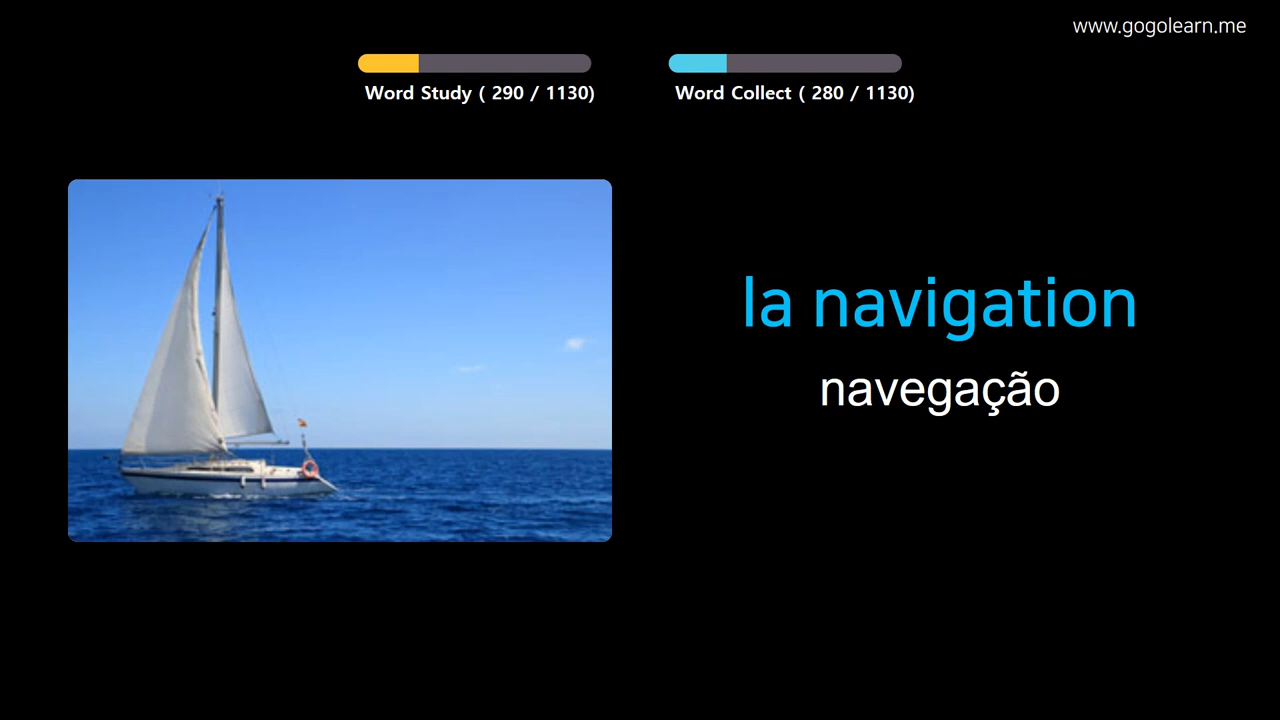 www.gogolearn.me
Word Study ( 290 / 1130)
Word Collect ( 280 / 1130)
la navigation
navegação